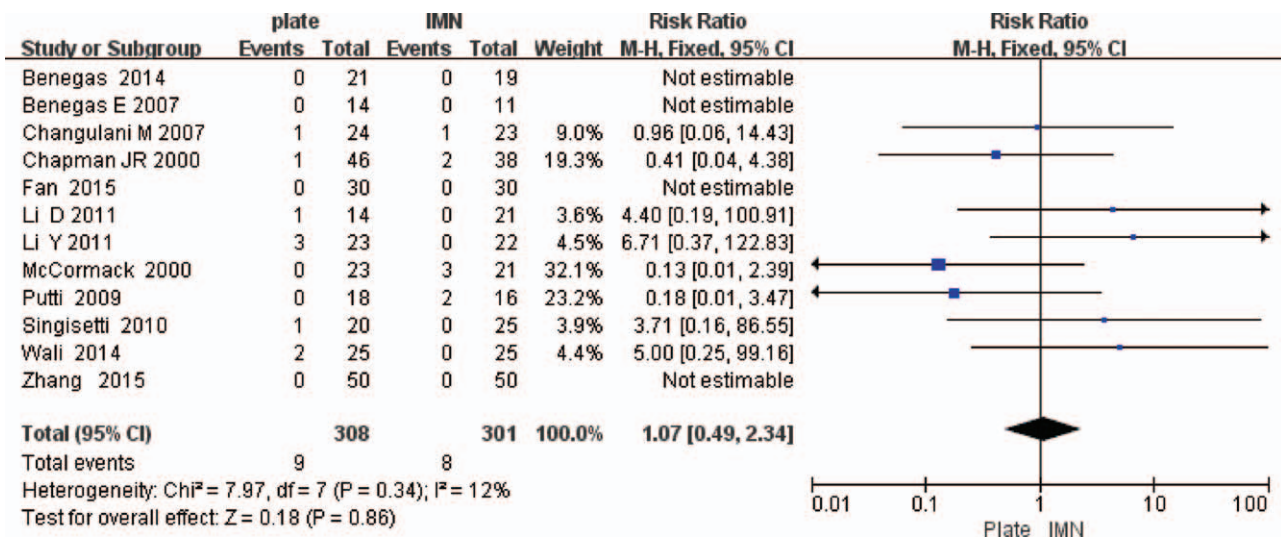 plate IMN Risk Ratio Risk Ratio
Study or Subgroup Events Total Events Total Weight M-H, Fixed, 95% CI M-H, Fixed, 95% CI
Benegas 2014 0 21 0 19 Not estimable
Benegas E 2007 0 14 0 11 Not estimable
Changulani M 2007 1 24 1 23 9.0% 0.96 [0.06, 14.43]
Chapman JR 2000 1 46 2 38 19.3% 0.41 [0.04, 4.38]
Fan 2015 0 30 0 30 Not estimable
Li D 2011 1 14 0 21 3.6% 4.40 [0.19, 100.91]
Li Y 2011 3 23 0 22 4.5% 6.71 [0.37, 122.83]
McCormack 2000 0 23 3 21 32.1% 0.13 [0.01, 2.39]
Putti 2009 0 18 2 16 23.2% 0.18 [0.01, 3.47]
Singisetti 2010 1 20 0 25 3.9% 3.71 [0.16, 86.55]
Wali 2014 2 25 0 25 4.4% 5.00 [0.25, 99.16]
Zhang 2015 0 50 0 50 Not estimable
Total (95% CI) 308 301 100.0% 1.07 [0.49, 2.34]
Total events 9 8
Heterogeneity: Chi² = 7.97, df = 7 (P = 0.34); I² = 12%
Test for overall effect: Z = 0.18 (P = 0.86)
0.01 0.1 1 10 100
Plate IMN